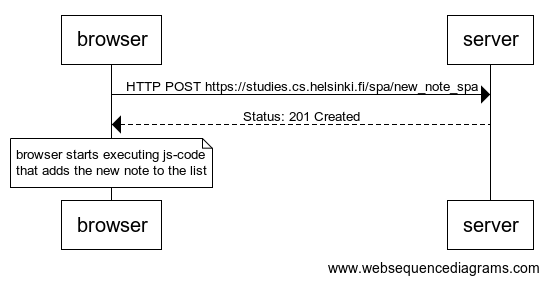 browser
server
HTTP POST https://studies.cs.helsinki.fi/spa/new_note_spa
Status: 201 Created
browser starts executing js-code
that adds the new note to the list
browser
server
www.websequencediagrams.com